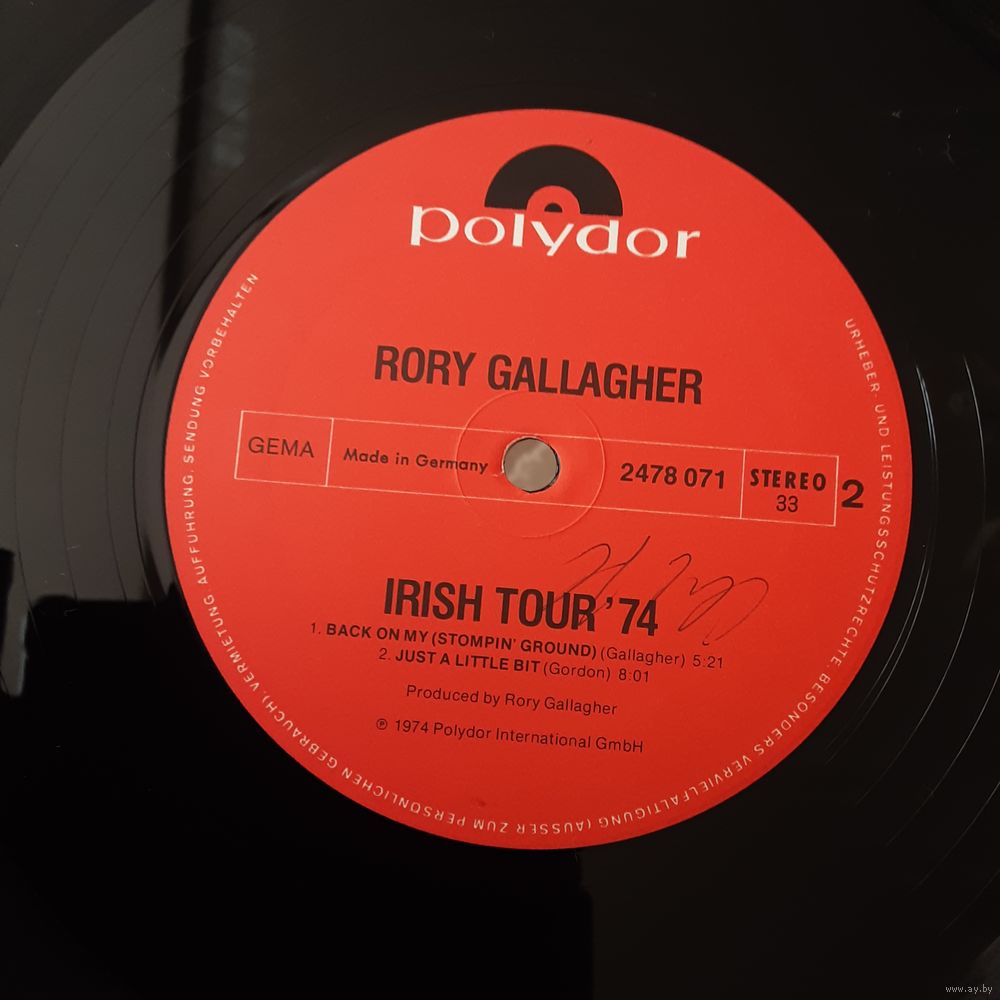 polydor
RORY GALLAGHER
GEMA
Made in Germany
2478 071
STEREO
33
2
IRISH TOUR '74
1. BACK ON MY (STOMPIN' GROUND) (Gallagher) 5:21
2. JUST A LITTLE BIT (Gordon) 8:01
Produced by Rory Gallagher
℗ 1974 Polydor International GmbH
URHEBER- UND LEISTUNGSSCHUTZRECHTE, BESONDERS VERVIELFÄLTIGUNG (AUSSER ZUM PERSÖNLICHEN GEBRAUCH), VERMIETUNG AUFFÜHRUNG, SENDUNG VORBEHALTEN
www.ay.by